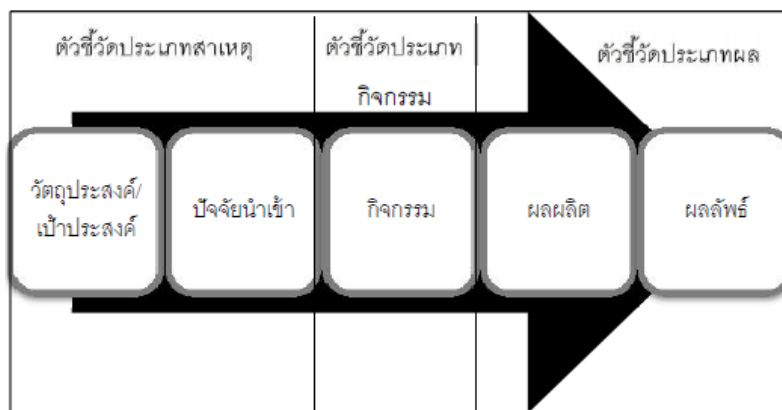 ตัวชี้วัดประเภทสาเหตุ
ตัวชี้วัดประเภท
กิจกรรม
ตัวชี้วัดประเภทผล
วัตถุประสงค์/
เป้าประสงค์
ปัจจัยนำเข้า
กิจกรรม
ผลผลิต
ผลลัพธ์